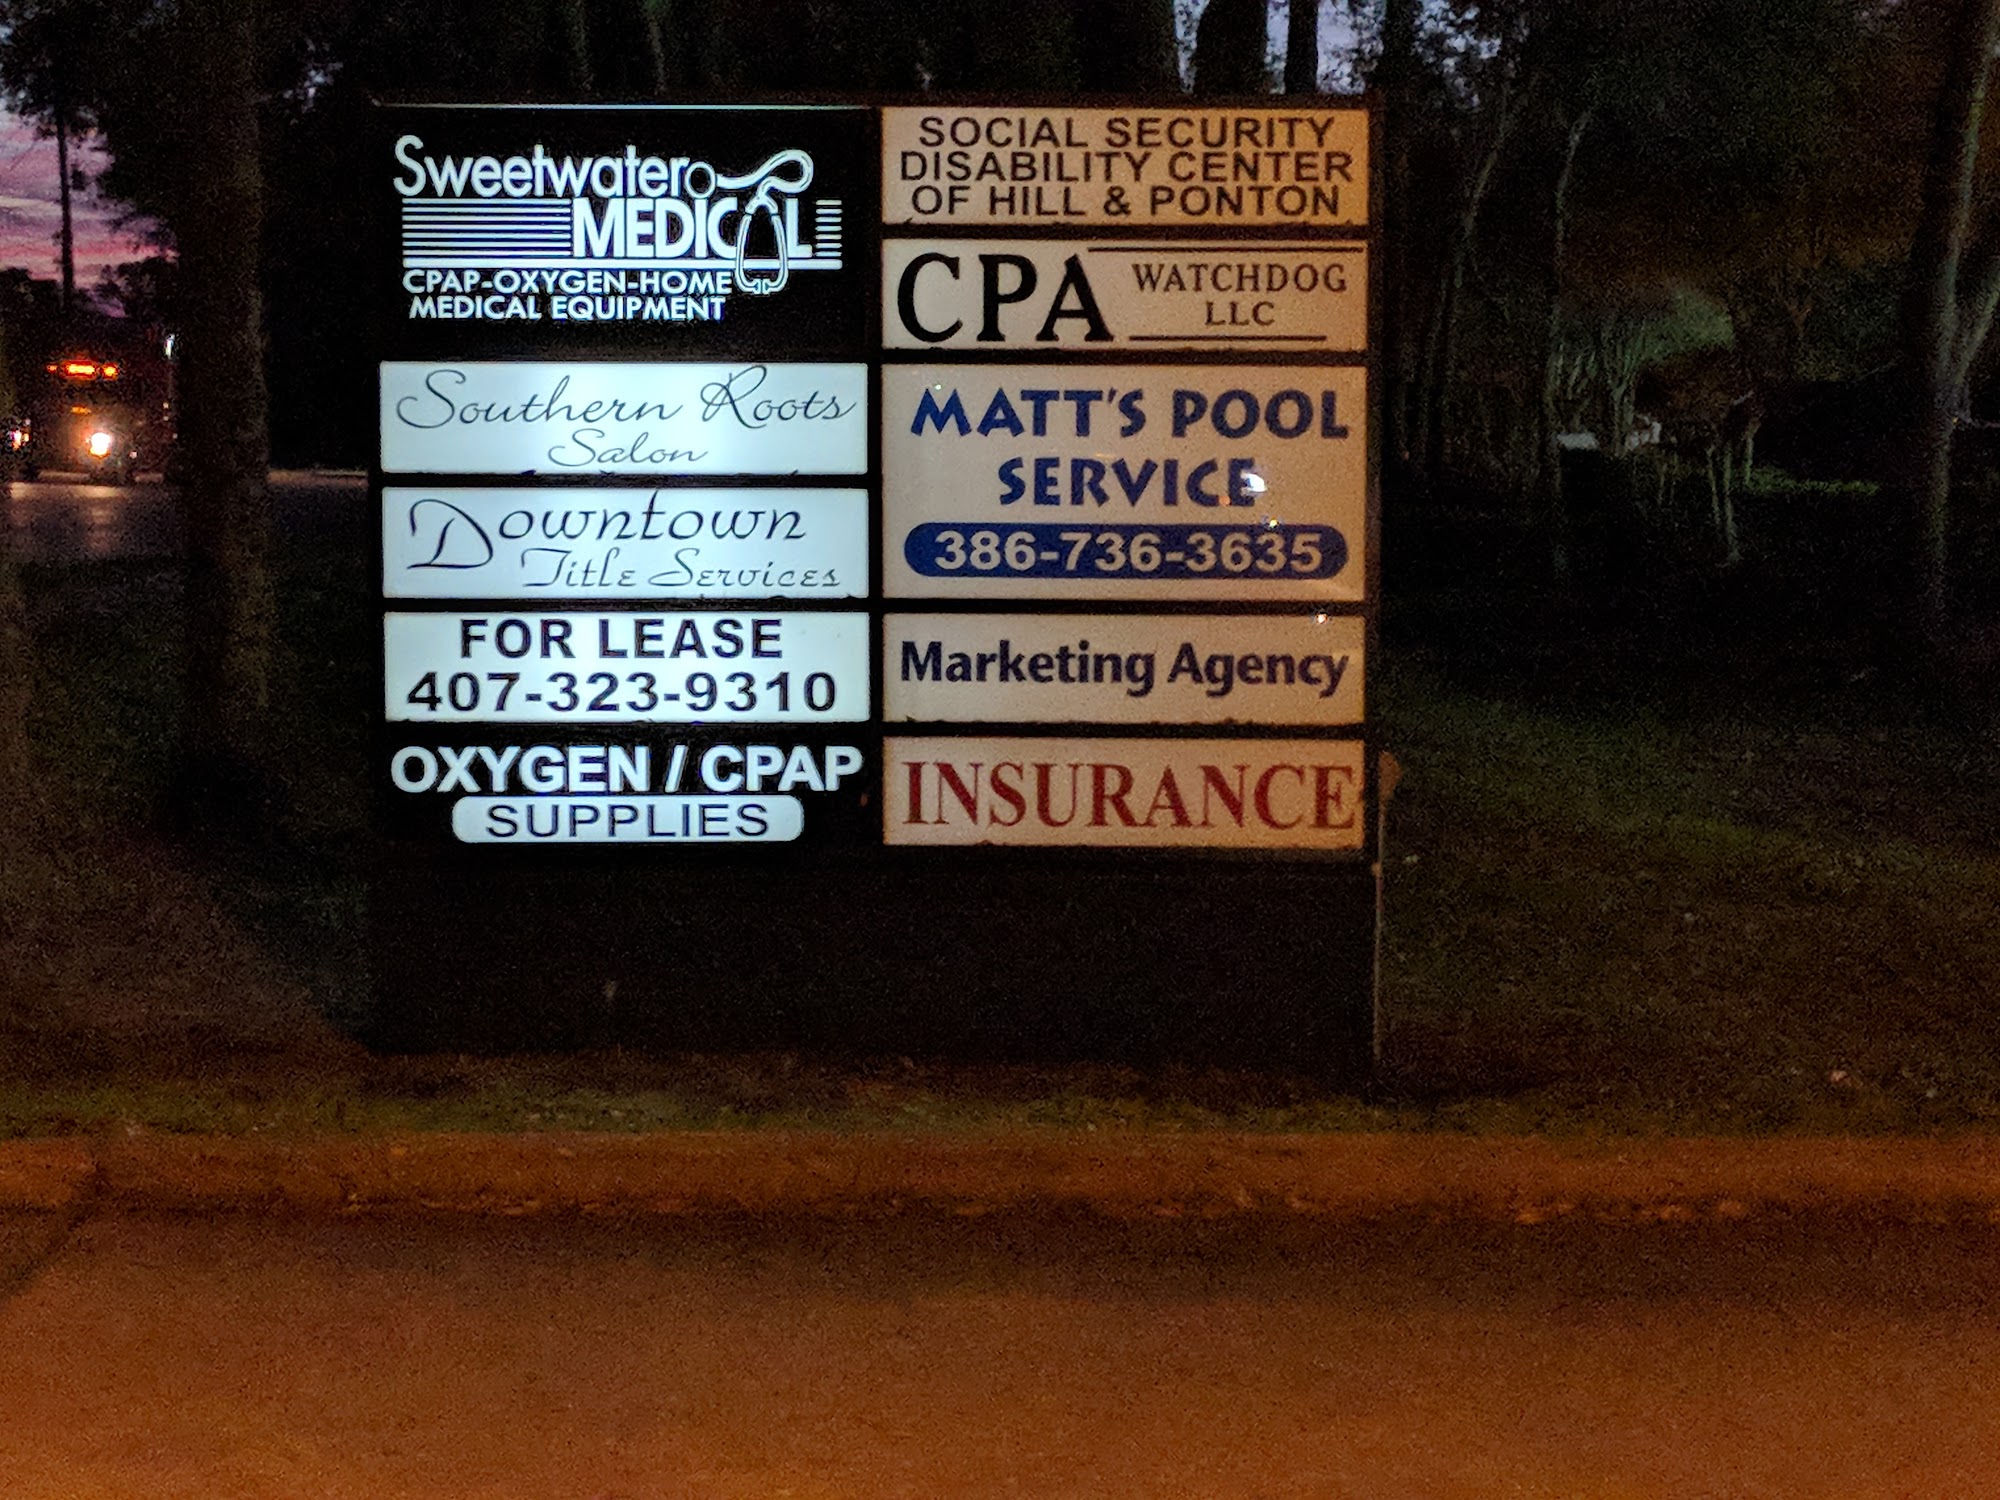 Sweetwater
MEDICAL
CPAP-OXYGEN-HOME
MEDICAL EQUIPMENT
Southern Roots
Salon
Downtown
Title Services
FOR LEASE
407-323-9310
OXYGEN / CPAP
SUPPLIES
SOCIAL SECURITY
DISABILITY CENTER
OF HILL & PONTON
CPA WATCHDOG
LLC
MATT'S POOL
SERVICE
386-736-3635
Marketing Agency
INSURANCE